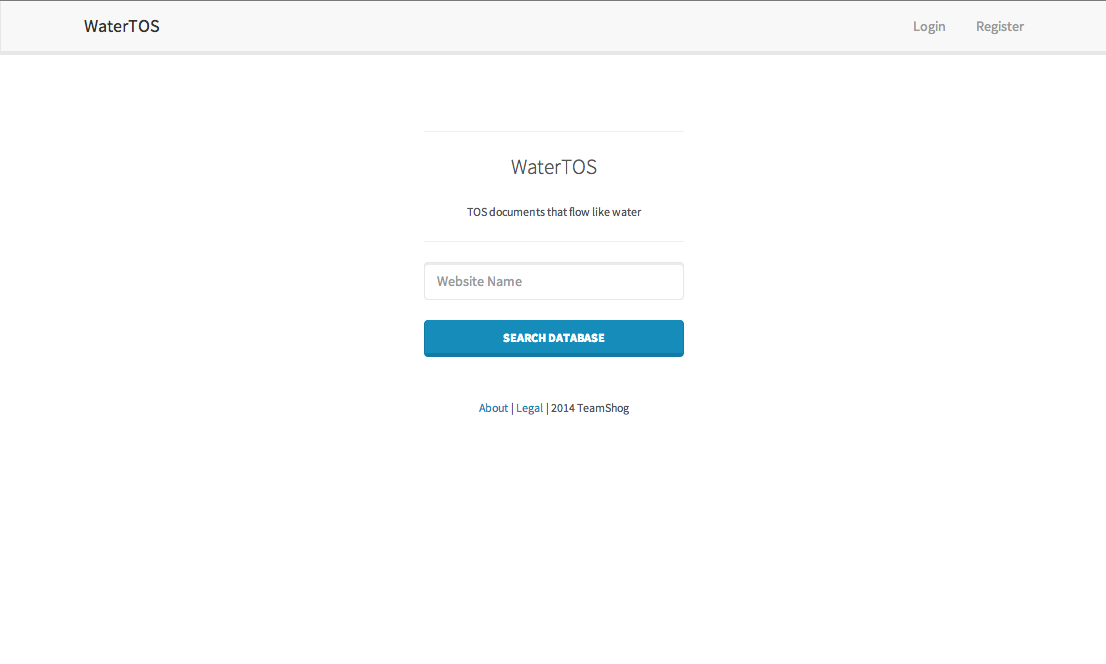 WaterTOS Login Register
WaterTOS
TOS documents that flow like water
Website Name
SEARCH DATABASE
About | Legal | 2014 TeamShog